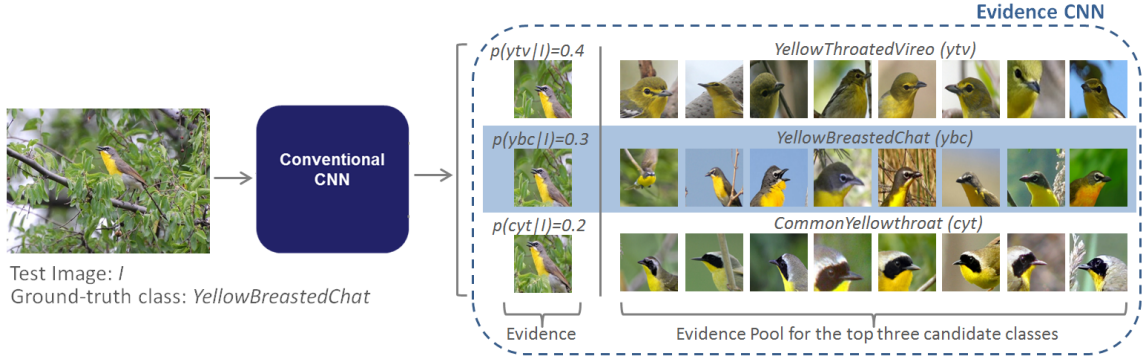 Evidence CNN
p(ytv|I)=0.4
YellowThroatedVireo (ytv)
Conventional
CNN
p(ybc|I)=0.3
YellowBreastedChat (ybc)
p(cyt|I)=0.2
CommonYellowthroat (cyt)
Test Image: I
Ground-truth class: YellowBreastedChat
Evidence
Evidence Pool for the top three candidate classes